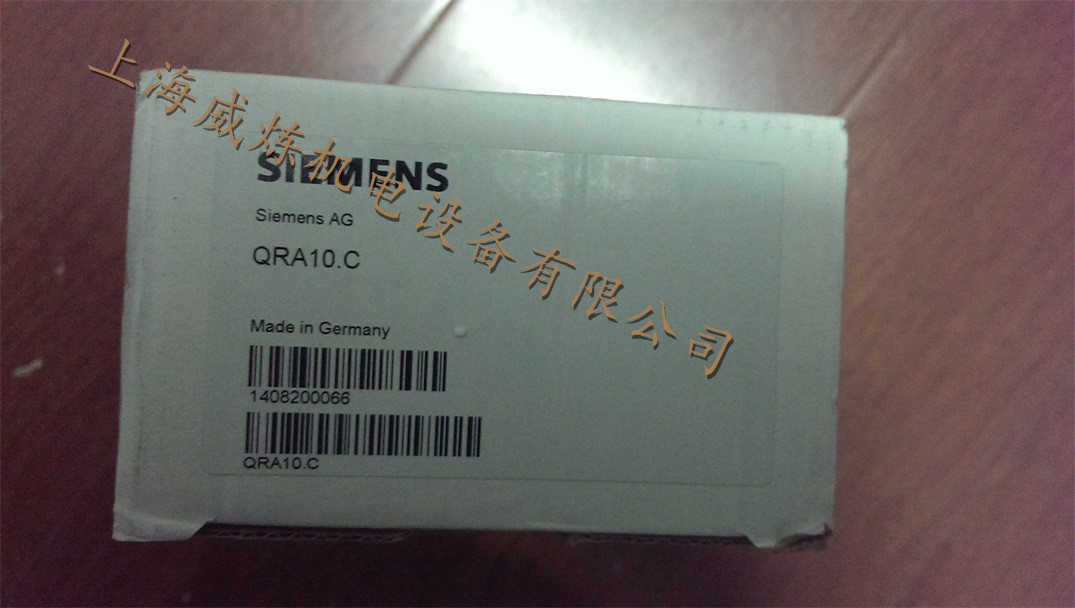 上海威炼机电设备有限公司
SIEMENS
Siemens AG
QRA10.C
Made in Germany
1408200066
QRA10.C